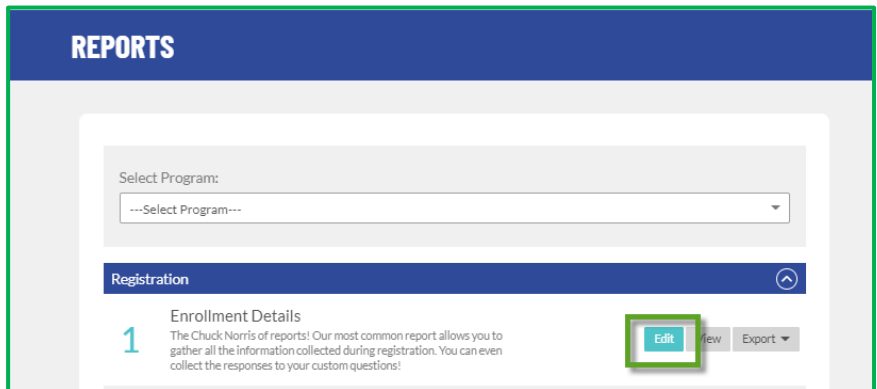 REPORTS
Select Program:
---Select Program---
Registration
1
Enrollment Details
The Chuck Norris of reports! Our most common report allows you to
gather all the information collected during registration. You can even
collect the responses to your custom questions!
Edit View Export